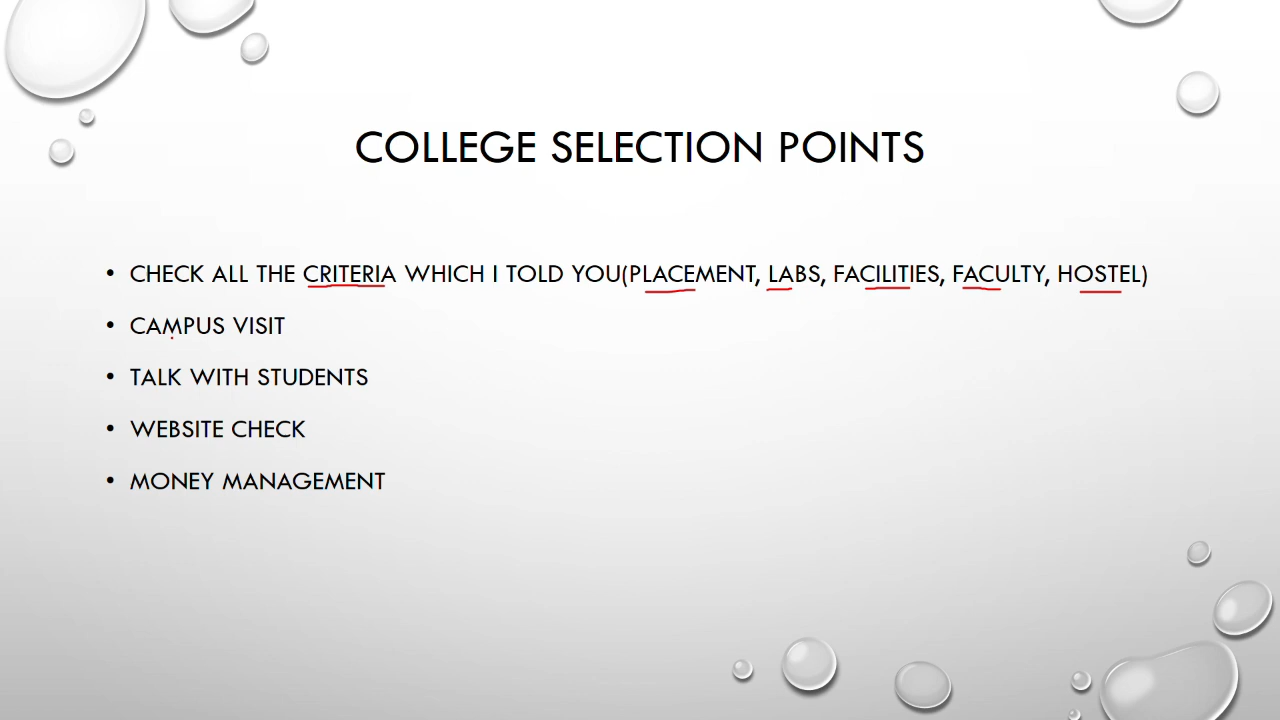 COLLEGE SELECTION POINTS
• CHECK ALL THE CRITERIA WHICH I TOLD YOU(PLACEMENT, LABS, FACILITIES, FACULTY, HOSTEL)
• CAMPUS VISIT
• TALK WITH STUDENTS
• WEBSITE CHECK
• MONEY MANAGEMENT